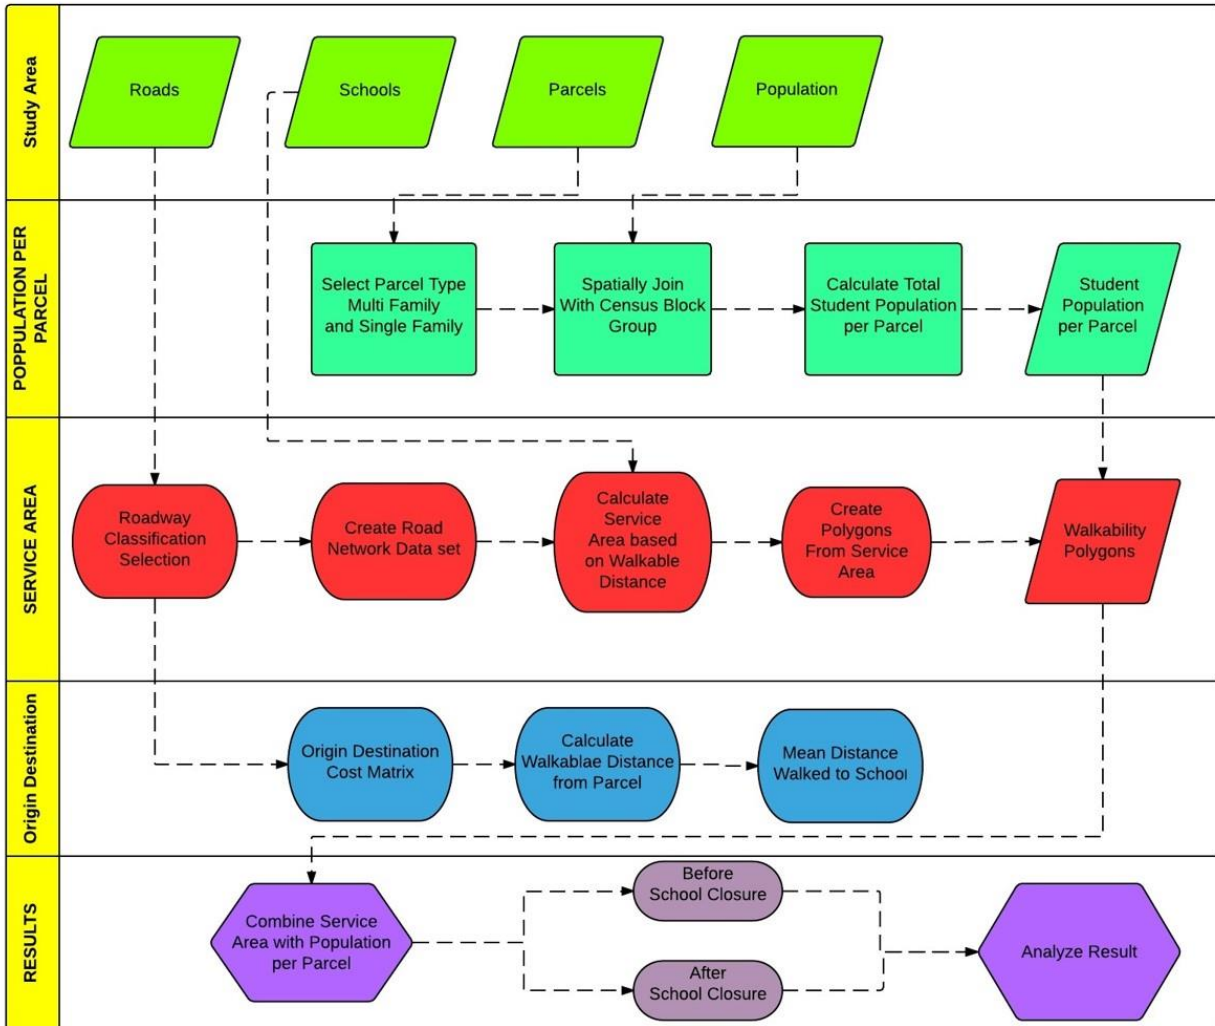 Study Area
Roads
Schools
Parcels
Population
POPPULATION PER
PARCEL
Select Parcel Type
Multi Family
and Single Family
Spatially Join
With Census Block
Group
Calculate Total
Student Population
per Parcel
Student
Population
per Parcel
SERVICE AREA
Roadway
Classification
Selection
Create Road
Network Data set
Calculate
Service
Area based
on Walkable
Distance
Create
Polygons
From Service
Area
Walkability
Polygons
Origin Destination
Origin Destination
Cost Matrix
Calculate
Walkablae Distance
from Parcel
Mean Distance
Walked to School
RESULTS
Combine Service
Area with Population
per Parcel
Before
School Closure
After
School Closure
Analyze Result